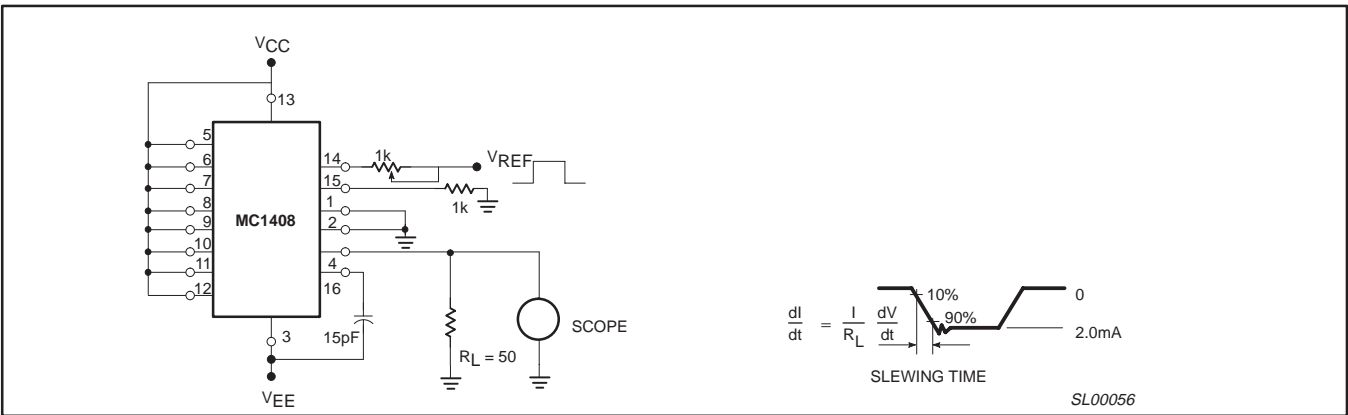 VCC
13
5
6
7
8
9
10
11
12
MC1408
14
15
1
2
4
16
3
1k
VREF
1k
15pF
RL = 50
SCOPE
VEE
dI/dt = I/RL dV/dt
10%
90%
0
2.0mA
SLEWING TIME
SL00056